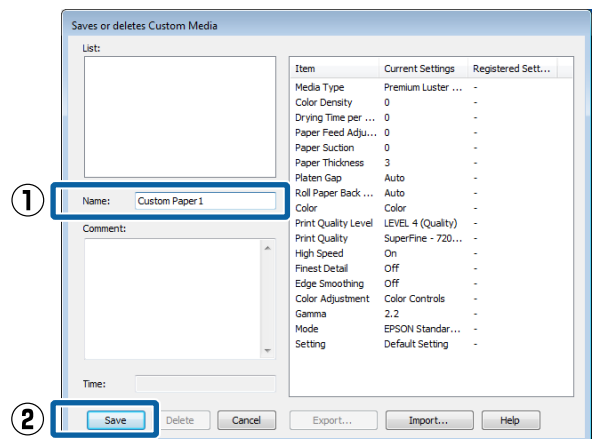 Saves or deletes Custom Media
List:
Item Current Settings Registered Sett...
Media Type Premium Luster ... -
Color Density 0 -
Drying Time per ... 0 -
Paper Feed Adju... 0 -
Paper Suction 0 -
Paper Thickness 3 -
Platen Gap Auto -
Roll Paper Back ... Auto -
Color Color -
Print Quality Level LEVEL 4 (Quality) -
Print Quality SuperFine - 720... -
High Speed On -
Finest Detail Off -
Edge Smoothing Off -
Color Adjustment Color Controls -
Gamma 2.2 -
Mode EPSON Standar... -
Setting Default Setting -
① Name: Custom Paper1
Comment:
Time:
② Save Delete Cancel Export... Import... Help